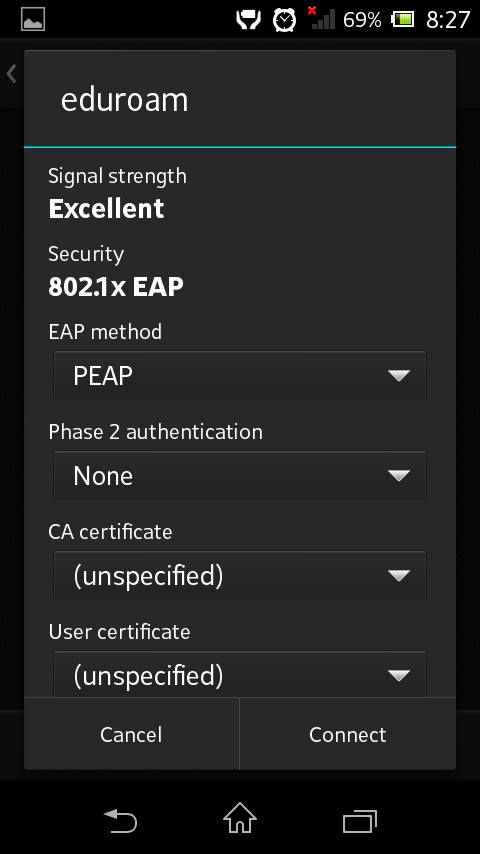 69% 8:27
eduroam
Signal strength
Excellent
Security
802.1x EAP
EAP method
PEAP
Phase 2 authentication
None
CA certificate
(unspecified)
User certificate
(unspecified)
Cancel Connect